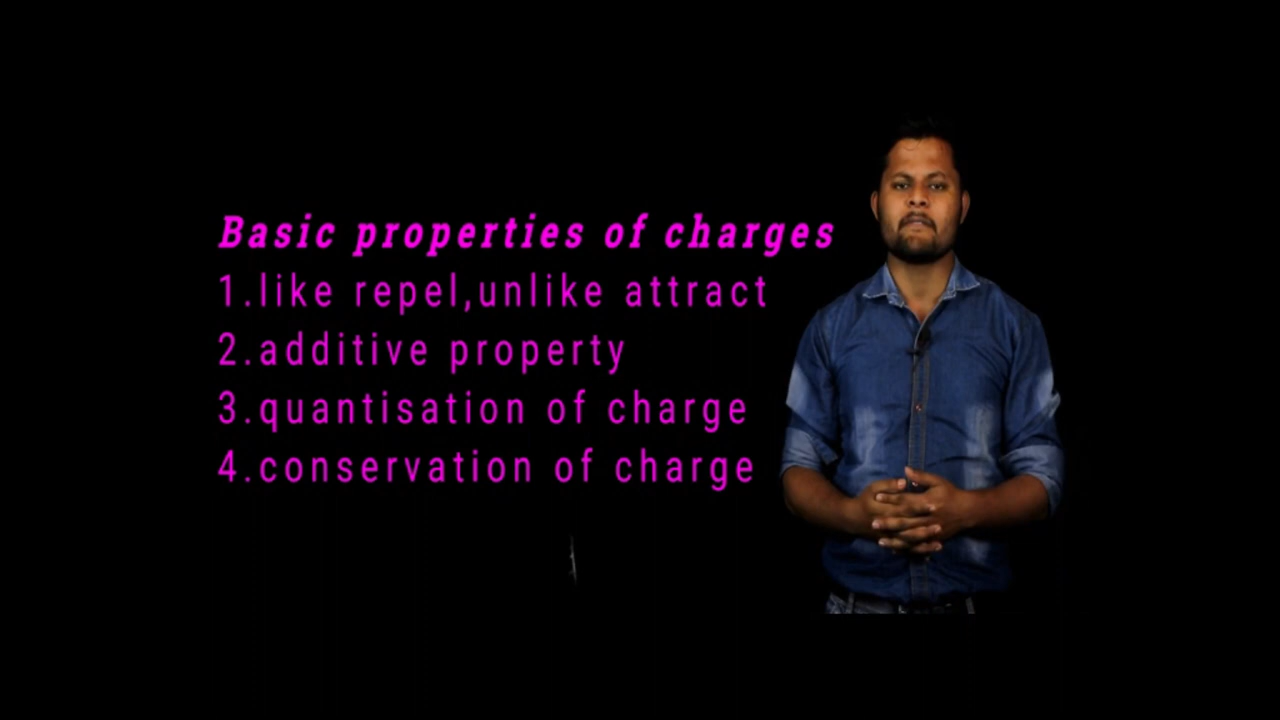 Basic properties of charges
1.like repel,unlike attract
2.additive property
3.quantisation of charge
4.conservation of charge